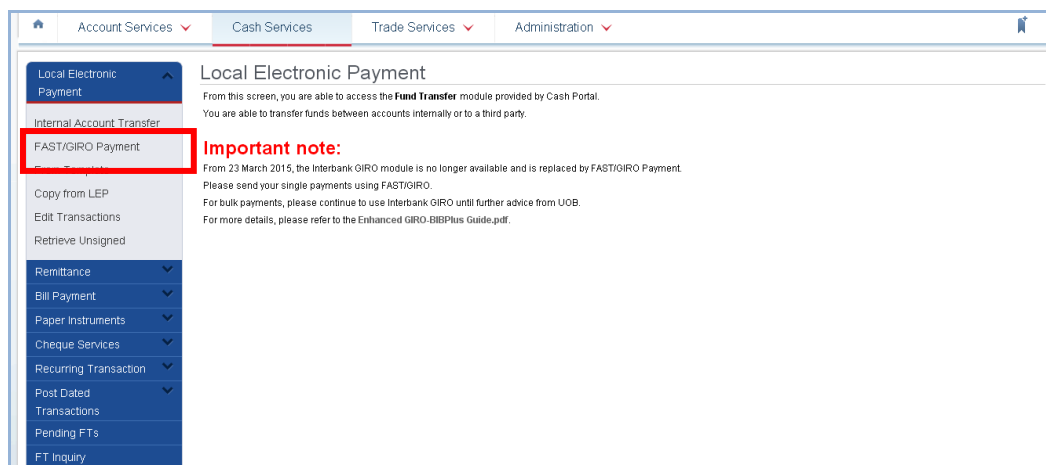 Account Services
Cash Services
Trade Services
Administration
Local Electronic
Payment
Internal Account Transfer
FAST/GIRO Payment
From Template
Copy from LEP
Edit Transactions
Retrieve Unsigned
Remittance
Bill Payment
Paper Instruments
Cheque Services
Recurring Transaction
Post Dated
Transactions
Pending FTs
FT Inquiry
Local Electronic Payment
From this screen, you are able to access the Fund Transfer module provided by Cash Portal.
You are able to transfer funds between accounts internally or to a third party.
Important note:
From 23 March 2015, the Interbank GIRO module is no longer available and is replaced by FAST/GIRO Payment.
Please send your single payments using FAST/GIRO.
For bulk payments, please continue to use Interbank GIRO until further advice from UOB.
For more details, please refer to the Enhanced GIRO-BIBPlus Guide.pdf.